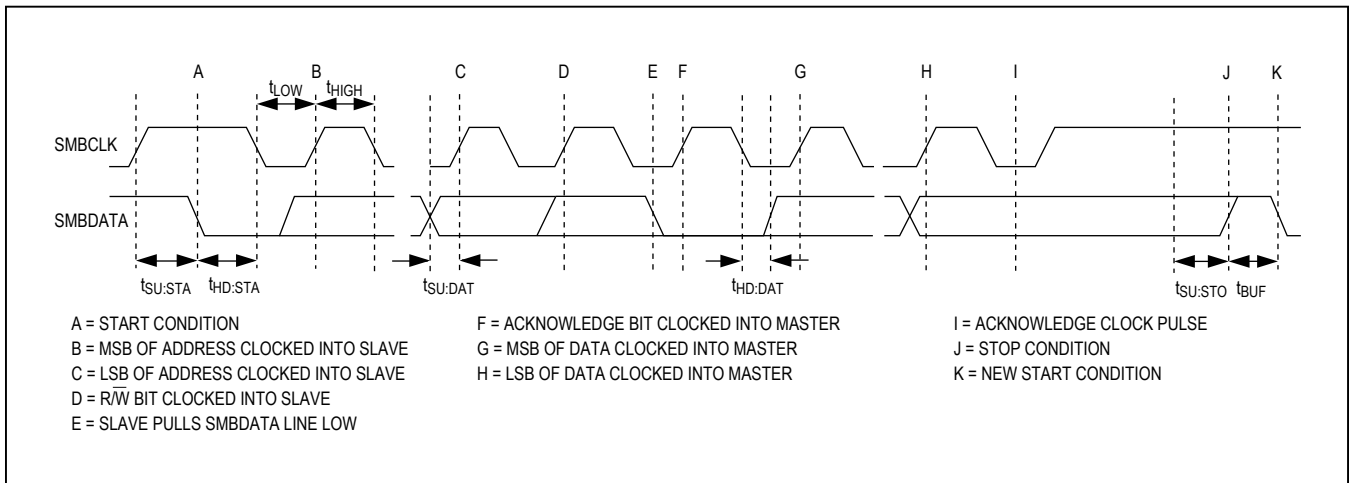 A B C D E F G H I J K
tLOW tHIGH
SMBCLK
SMBDATA
tSU:STA tHD:STA tSU:DAT tHD:DAT tSU:STO tBUF
A = START CONDITION
B = MSB OF ADDRESS CLOCKED INTO SLAVE
C = LSB OF ADDRESS CLOCKED INTO SLAVE
D = R/W̅ BIT CLOCKED INTO SLAVE
E = SLAVE PULLS SMBDATA LINE LOW
F = ACKNOWLEDGE BIT CLOCKED INTO MASTER
G = MSB OF DATA CLOCKED INTO MASTER
H = LSB OF DATA CLOCKED INTO MASTER
I = ACKNOWLEDGE CLOCK PULSE
J = STOP CONDITION
K = NEW START CONDITION